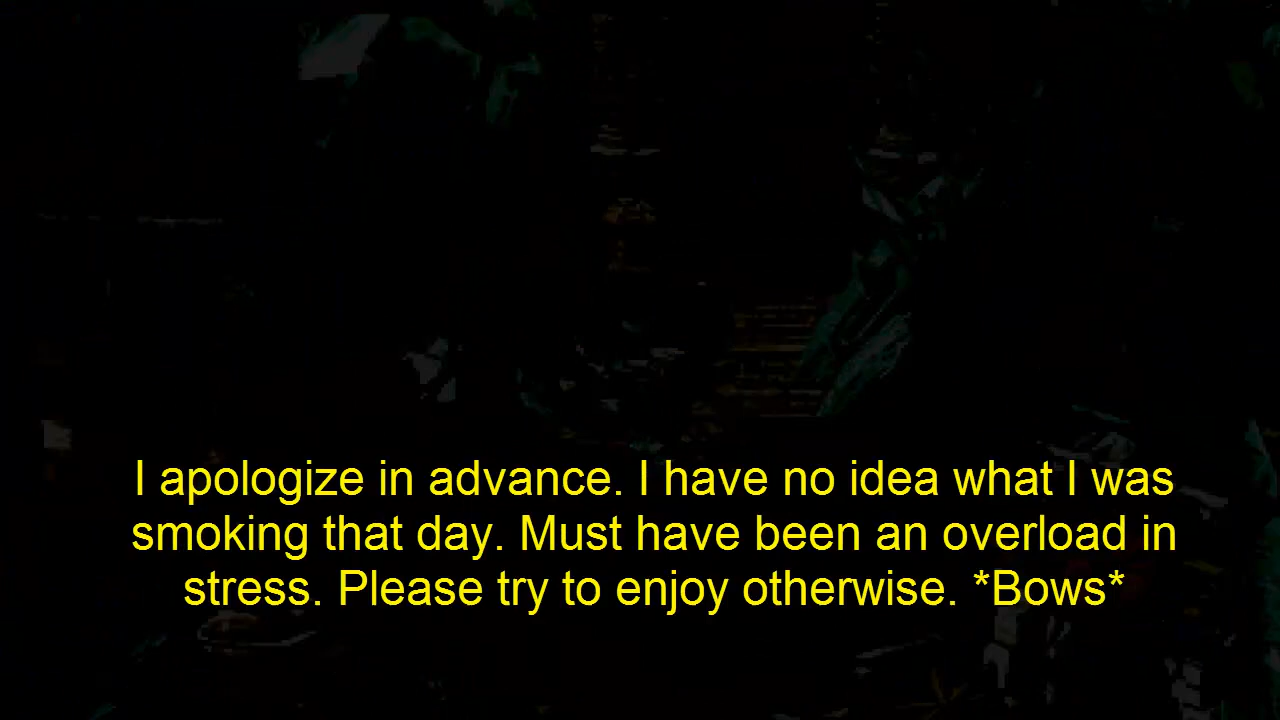 I apologize in advance. I have no idea what I was
smoking that day. Must have been an overload in
stress. Please try to enjoy otherwise. *Bows*